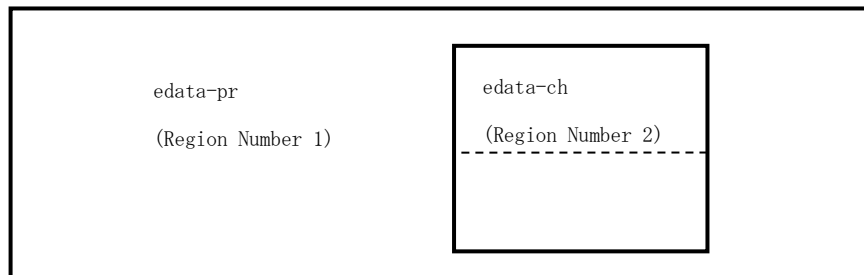 edata-pr
(Region Number 1)
edata-ch
(Region Number 2)